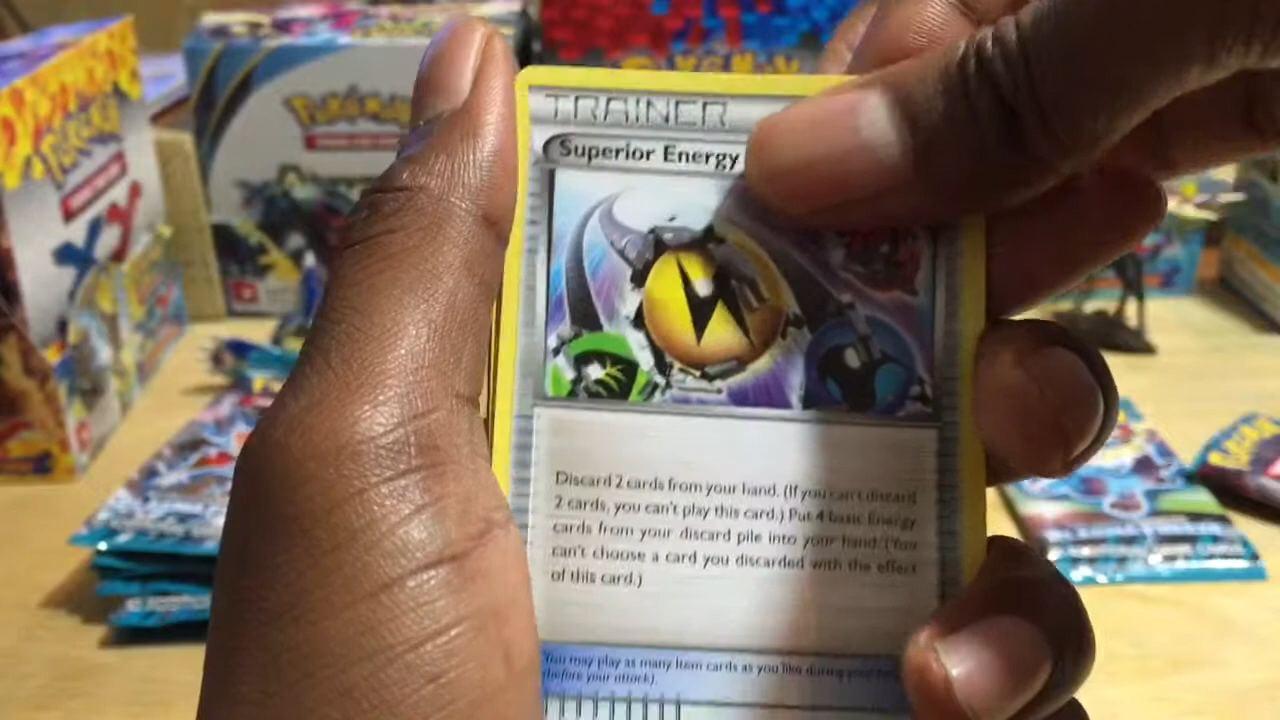 POKÉMON
TRAINER
Superior Energy
Discard 2 cards from your hand. (If you can't discard
2 cards, you can't play this card.) Put 4 basic Energy
cards from your discard pile into your hand. (You
can't choose a card you discarded with the effect
of this card.)
You may play as many Item cards as you like during your
(before your attack).